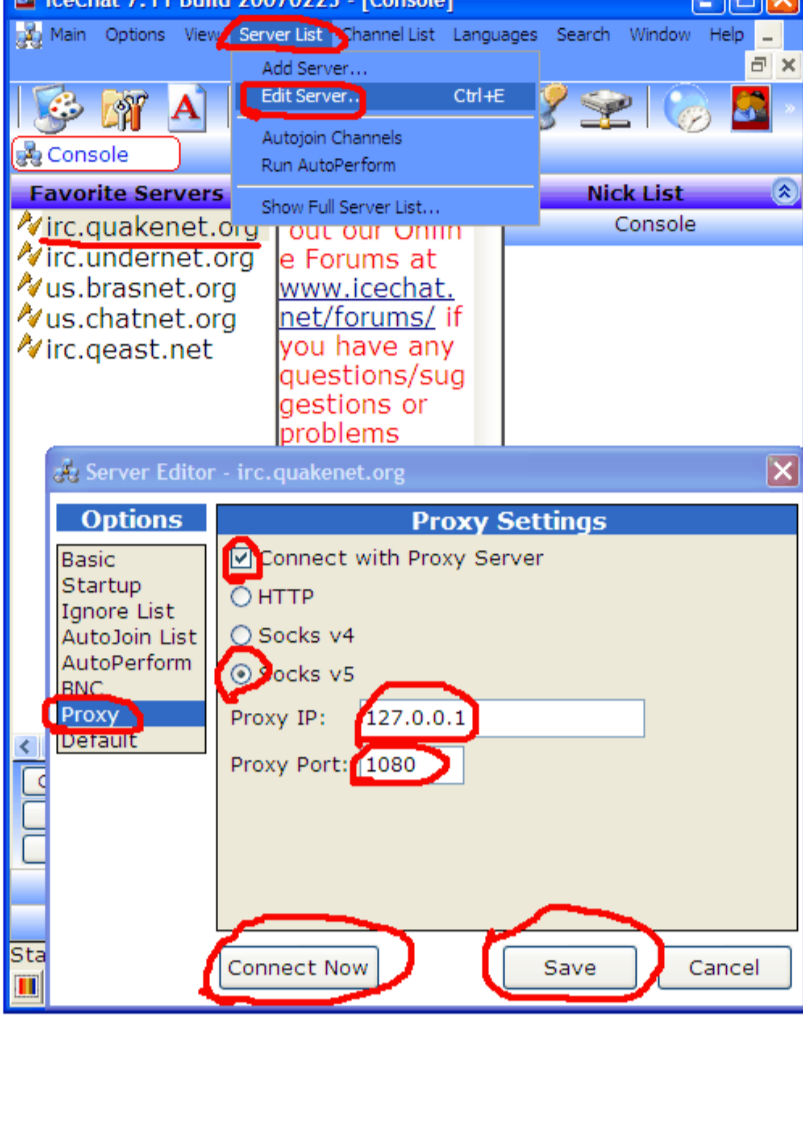 IceChat 7.11 Build 20070223 - [Console]
Main Options View Server List Channel List Languages Search Window Help
Add Server...
Edit Server... Ctrl+E
Autojoin Channels
Run AutoPerform
Show Full Server List...
Console
Favorite Servers
Nick List
irc.quakenet.org
irc.undernet.org
us.brasnet.org
us.chatnet.org
irc.qeast.net
out our Onlin
e Forums at
www.icechat.
net/forums/ if
you have any
questions/sug
gestions or
problems
Console
Server Editor - irc.quakenet.org
Options
Basic
Startup
Ignore List
AutoJoin List
AutoPerform
BNC
Proxy
Default
Proxy Settings
Connect with Proxy Server
HTTP
Socks v4
Socks v5
Proxy IP: 127.0.0.1
Proxy Port: 1080
Connect Now Save Cancel
Sta